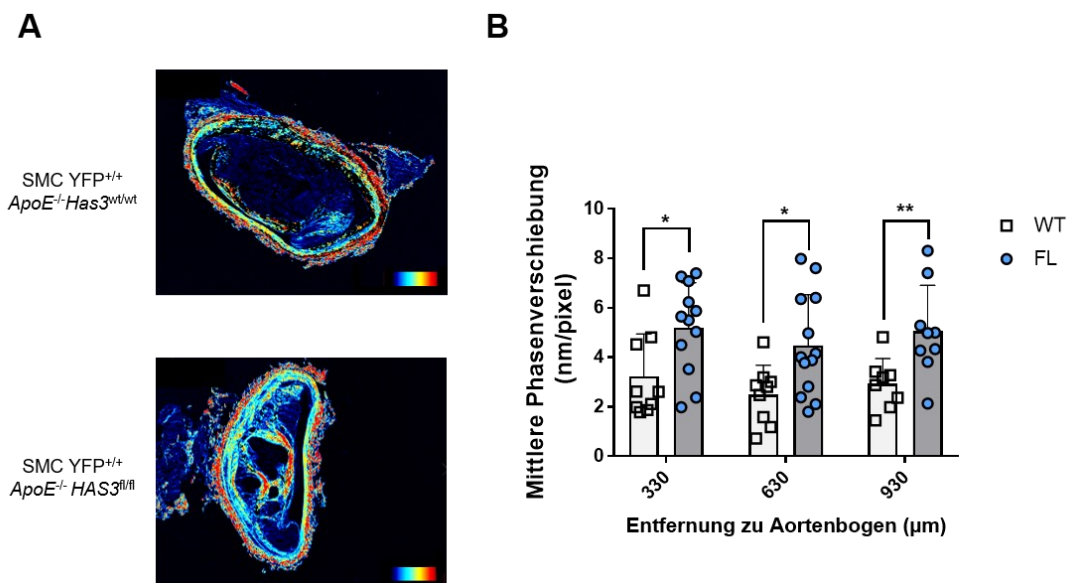 A
B
SMC YFP+/+
ApoE-/-Has3wt/wt
SMC YFP+/+
ApoE-/- HAS3fl/fl
Mittlere Phasenverschiebung
(nm/pixel)
10
8
6
4
2
0
*
*
**
WT
FL
330
630
930
Entfernung zu Aortenbogen (µm)